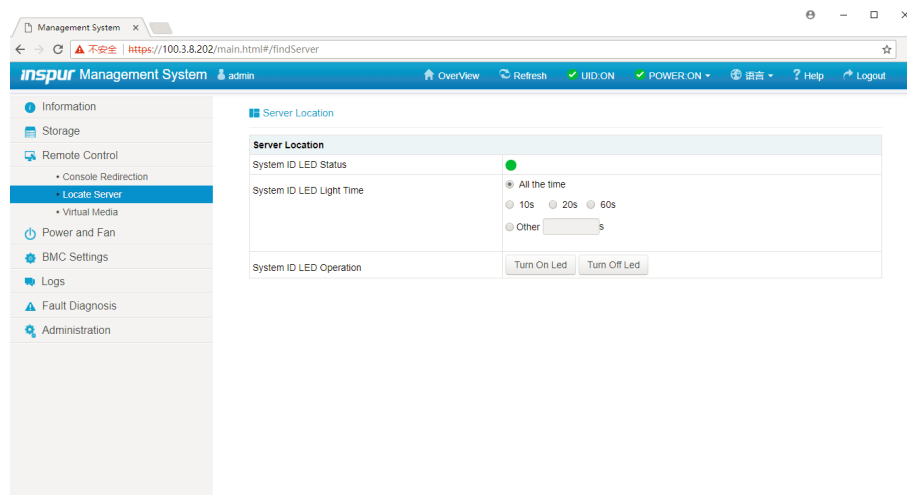 Management System
不安全 | https://100.3.8.202/main.html#/findServer
inspur Management System admin OverView Refresh UID:ON POWER:ON 语言 Help Logout
Information
Storage
Remote Control
• Console Redirection
• Locate Server
• Virtual Media
Power and Fan
BMC Settings
Logs
Fault Diagnosis
Administration
Server Location
Server Location
System ID LED Status
System ID LED Light Time
All the time
10s 20s 60s
Other s
System ID LED Operation
Turn On Led Turn Off Led